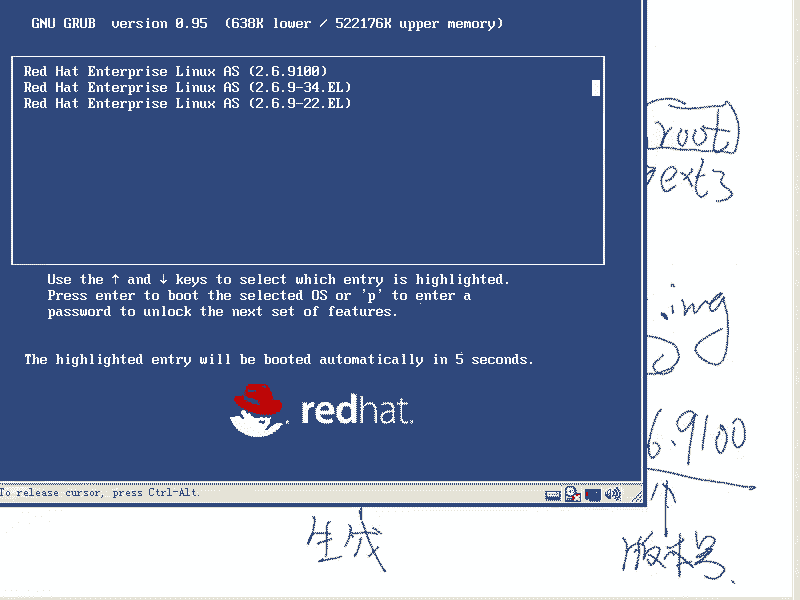 GNU GRUB version 0.95 (638K lower / 522176K upper memory)
Red Hat Enterprise Linux AS (2.6.9100)
Red Hat Enterprise Linux AS (2.6.9-34.EL)
Red Hat Enterprise Linux AS (2.6.9-22.EL)
Use the ↑ and ↓ keys to select which entry is highlighted.
Press enter to boot the selected OS or 'p' to enter a
password to unlock the next set of features.
The highlighted entry will be booted automatically in 5 seconds.
redhat.
To release cursor, press Ctrl-Alt.
root
ext3
.img
6.9100
生成
版本号